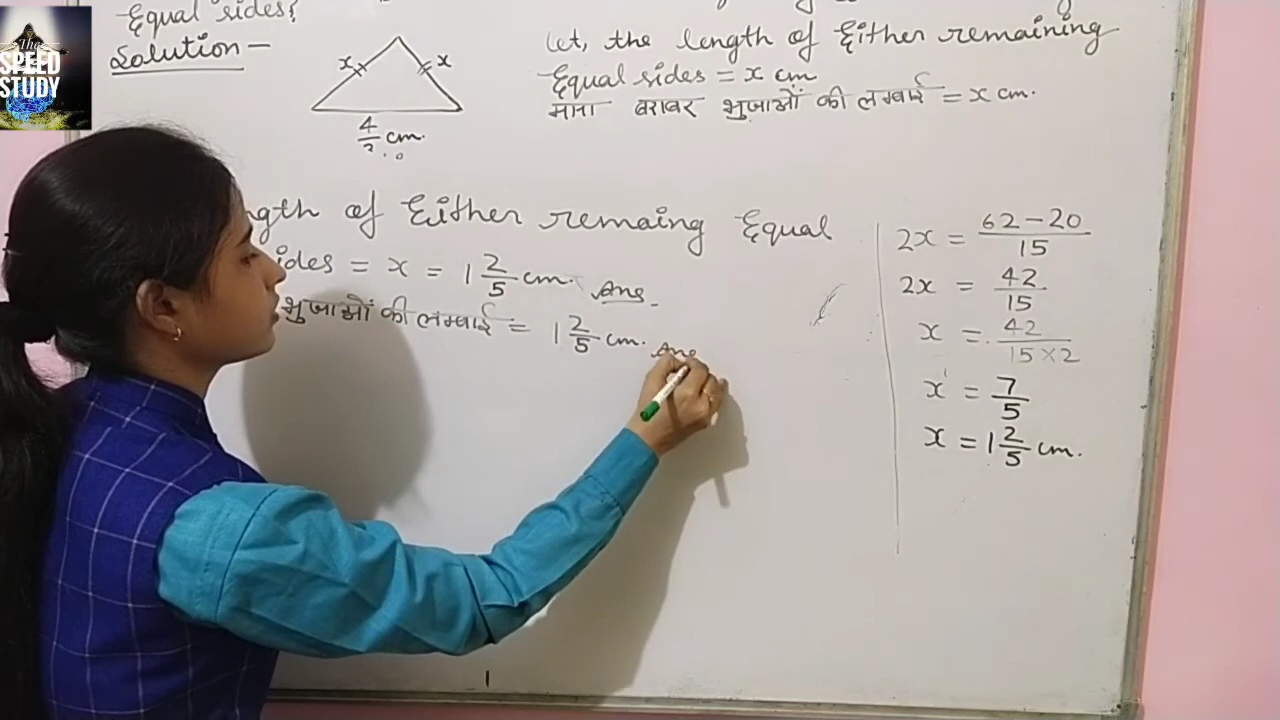 The
SPEED
STUDY
Equal sides?
Solution -
x
x
4/3 cm.
Let, the length of Either remaining
Equal sides = x cm
माना बराबर भुजाओं की लम्बाई = x cm.
ngth of Either remaing Equal
ides = x = 1 2/5 cm. Ans.
भुजाओं की लम्बाई = 1 2/5 cm. Ans
2x = 62-20/15
2x = 42/15
x = 42/15×2
x = 7/5
x = 1 2/5 cm.